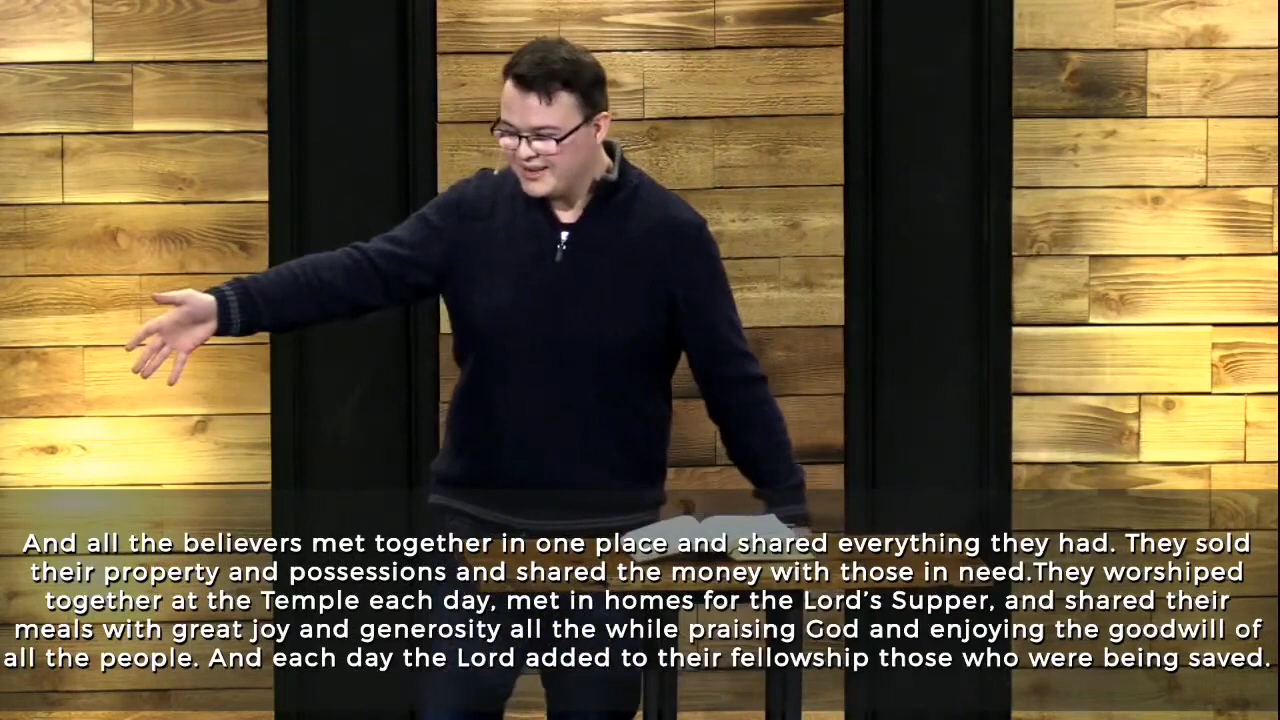 And all the believers met together in one place and shared everything they had. They sold
their property and possessions and shared the money with those in need.They worshiped
together at the Temple each day, met in homes for the Lord's Supper, and shared their
meals with great joy and generosity all the while praising God and enjoying the goodwill of
all the people. And each day the Lord added to their fellowship those who were being saved.